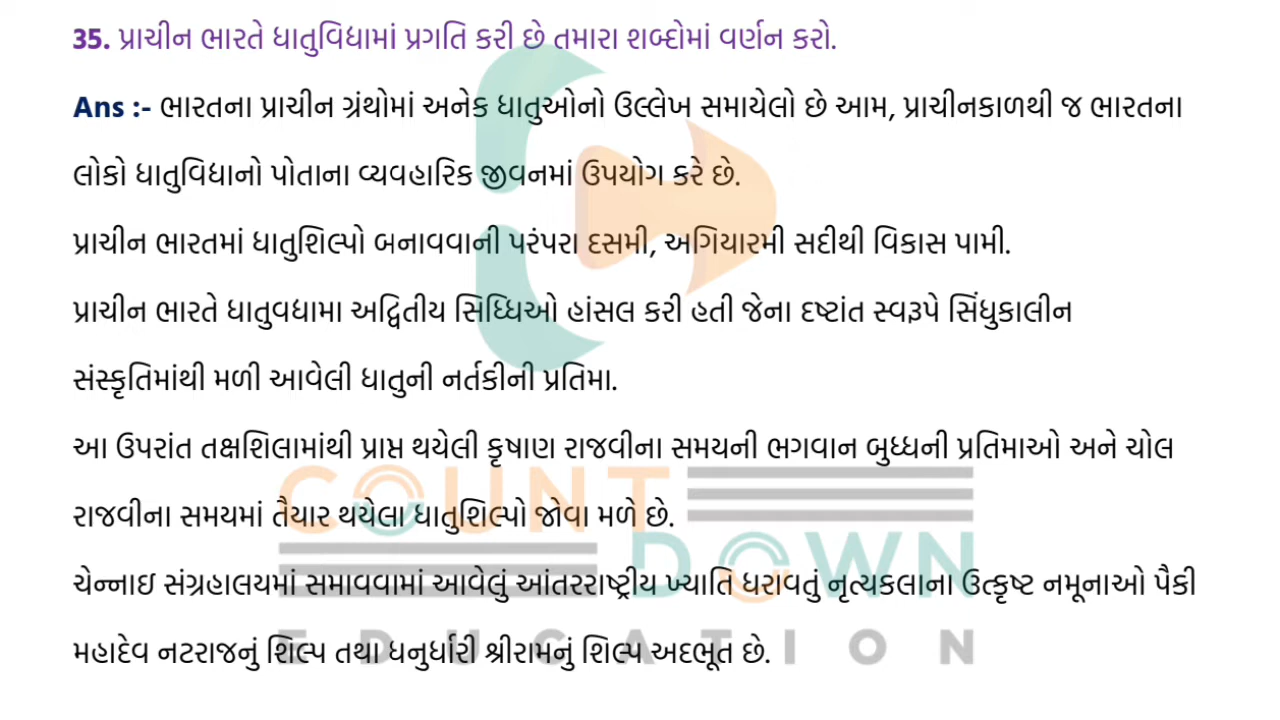 35. પ્રાચીન ભારતે ધાતુવિદ્યામાં પ્રગતિ કરી છે તમારા શબ્દોમાં વર્ણન કરો.
Ans :- ભારતના પ્રાચીન ગ્રંથોમાં અનેક ધાતુઓનો ઉલ્લેખ સમાયેલો છે આમ, પ્રાચીનકાળથી જ ભારતના
લોકો ધાતુવિદ્યાનો પોતાના વ્યવહારિક જીવનમાં ઉપયોગ કરે છે.
પ્રાચીન ભારતમાં ધાતુશિલ્પો બનાવવાની પરંપરા દસમી, અગિયારમી સદીથી વિકાસ પામી.
પ્રાચીન ભારતે ધાતુવદ્યામા અદ્વિતીય સિધ્ધિઓ હાંસલ કરી હતી જેના દષ્ટાંત સ્વરૂપે સિંધુકાલીન
સંસ્કૃતિમાંથી મળી આવેલી ધાતુની નર્તકીની પ્રતિમા.
આ ઉપરાંત તક્ષશિલામાંથી પ્રાપ્ત થયેલી કૃષાણ રાજવીના સમયની ભગવાન બુધ્ધની પ્રતિમાઓ અને ચોલ
રાજવીના સમયમાં તૈયાર થયેલા ધાતુશિલ્પો જોવા મળે છે.
ચેન્નાઇ સંગ્રહાલયમાં સમાવવામાં આવેલું આંતરરાષ્ટ્રીય ખ્યાતિ ધરાવતું નૃત્યકલાના ઉત્કૃષ્ટ નમૂનાઓ પૈકી
મહાદેવ નટરાજનું શિલ્પ તથા ધનુર્ધારી શ્રીરામનું શિલ્પ અદભૂત છે.
COUNT
DOWN
EDUCATION